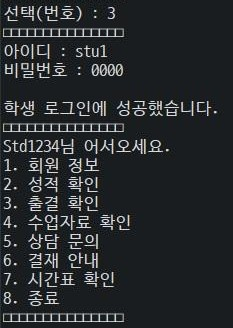 선택(번호) : 3
□□□□□□□□□□□□□□□
아이디 : stu1
비밀번호 : 0000
학생 로그인에 성공했습니다.
□□□□□□□□□□□□□□□
Std1234님 어서오세요.
1. 회원 정보
2. 성적 확인
3. 출결 확인
4. 수업자료 확인
5. 상담 문의
6. 결재 안내
7. 시간표 확인
8. 종료
□□□□□□□□□□□□□□□